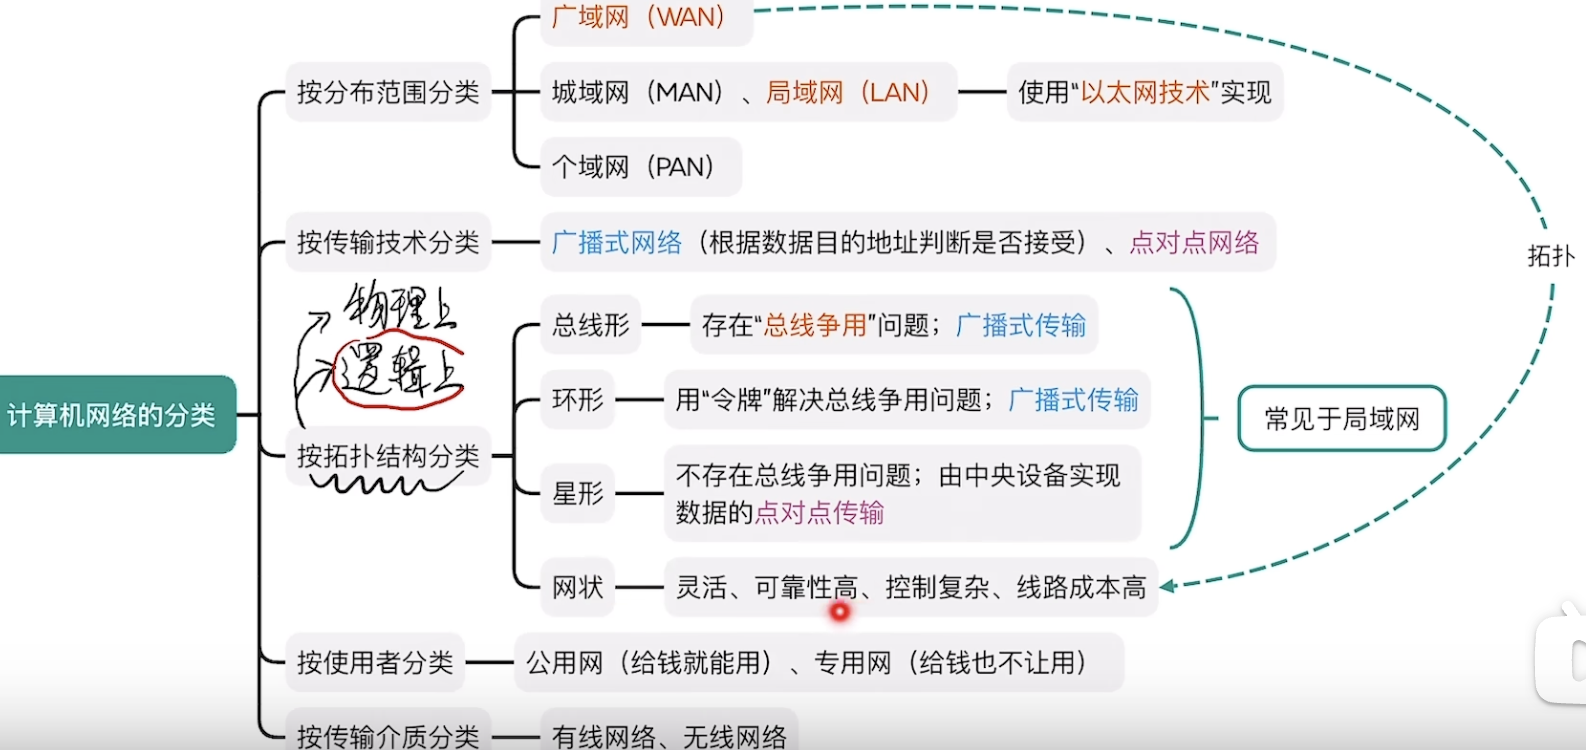 广域网（WAN）
按分布范围分类
城域网（MAN）、局域网（LAN）
使用“以太网技术”实现
个域网（PAN）
按传输技术分类
广播式网络（根据数据目的地址判断是否接受）、点对点网络
拓扑
物理上
逻辑上
总线形
存在“总线争用”问题；广播式传输
环形
用“令牌”解决总线争用问题；广播式传输
计算机网络的分类
常见于局域网
按拓扑结构分类
星形
不存在总线争用问题；由中央设备实现
数据的点对点传输
网状
灵活、可靠性高、控制复杂、线路成本高
按使用者分类
公用网（给钱就能用）、专用网（给钱也不让用）
按传输介质分类
有线网络、无线网络